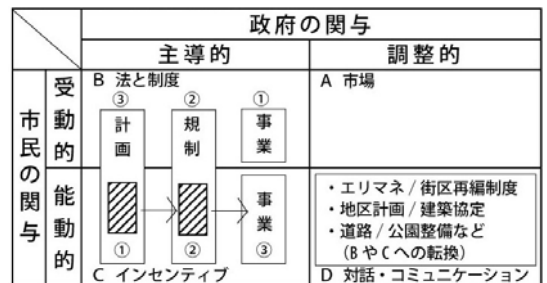 政府の関与
主導的
調整的
市民の関与
受動的
能動的
B 法と制度
③
②
①
計画
規制
事業
A 市場
①
②
事業
③
C インセンティブ
・エリマネ / 街区再編制度
・地区計画 / 建築協定
・道路 / 公園整備など
(B や C への転換)
D 対話・コミュニケーション